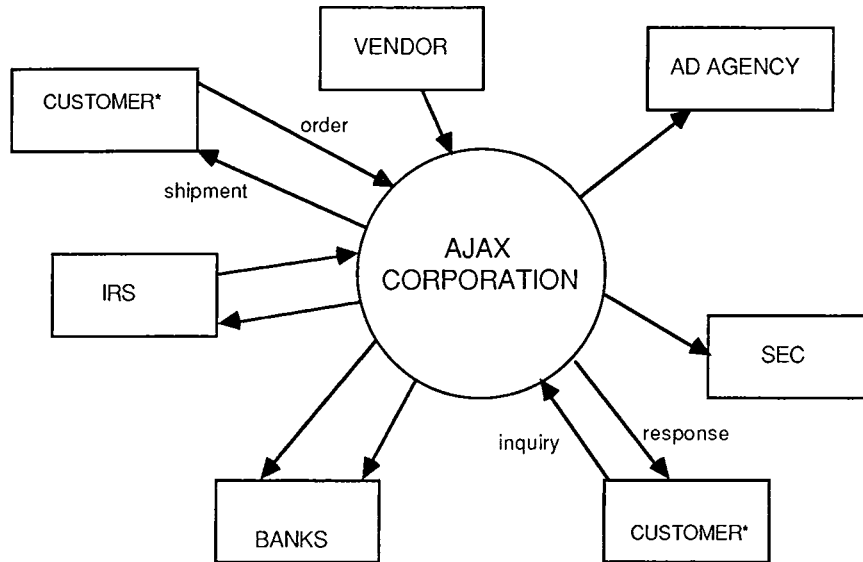 VENDOR
AD AGENCY
CUSTOMER*
order
shipment
AJAX
CORPORATION
IRS
SEC
inquiry
response
BANKS
CUSTOMER*